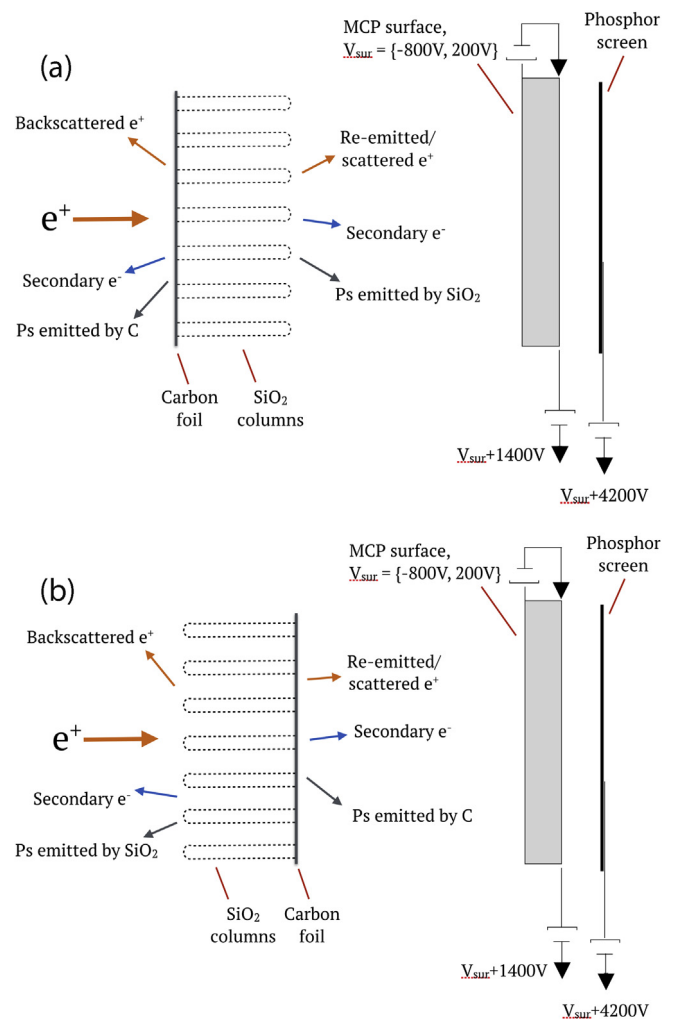 (a)
MCP surface,
Vsur = {-800V, 200V}
Phosphor
screen
Backscattered e⁺
Re-emitted/
scattered e⁺
e⁺
Secondary e⁻
Secondary e⁻
Ps emitted by SiO₂
Ps emitted by C
Carbon
foil
SiO₂
columns
Vsur+1400V
Vsur+4200V
(b)
MCP surface,
Vsur = {-800V, 200V}
Phosphor
screen
Backscattered e⁺
Re-emitted/
scattered e⁺
e⁺
Secondary e⁻
Secondary e⁻
Ps emitted by C
Ps emitted by SiO₂
SiO₂
columns
Carbon
foil
Vsur+1400V
Vsur+4200V